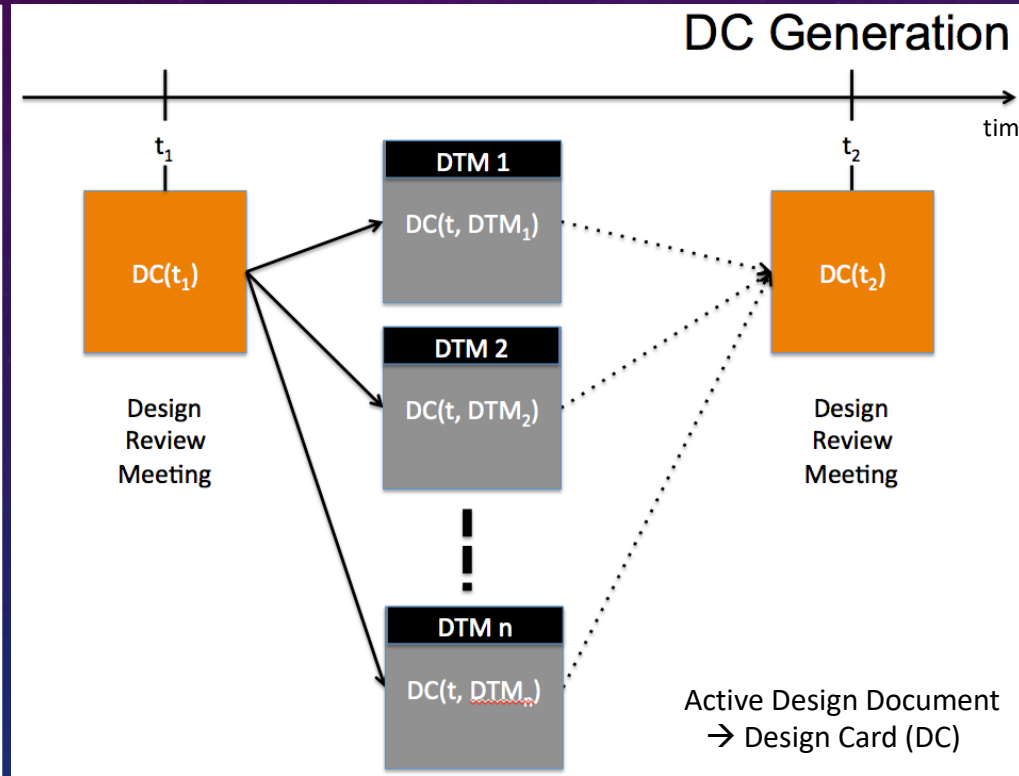 DC Generation
tim
t₁
t₂
DTM 1
DC(t, DTM₁)
DC(t₁)
DC(t₂)
DTM 2
DC(t, DTM₂)
Design
Review
Meeting
Design
Review
Meeting
DTM n
DC(t, DTMₙ)
Active Design Document
→ Design Card (DC)